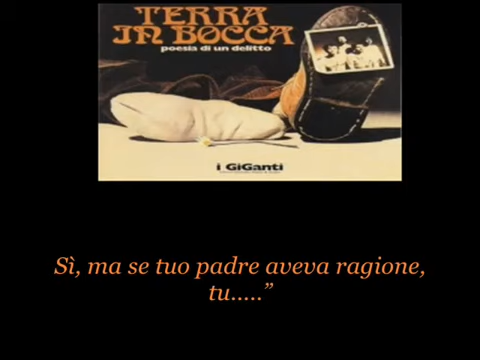 TERRA
IN BOCCA
poesia di un delitto
i GiGanti
Sì, ma se tuo padre aveva ragione,
tu.....”